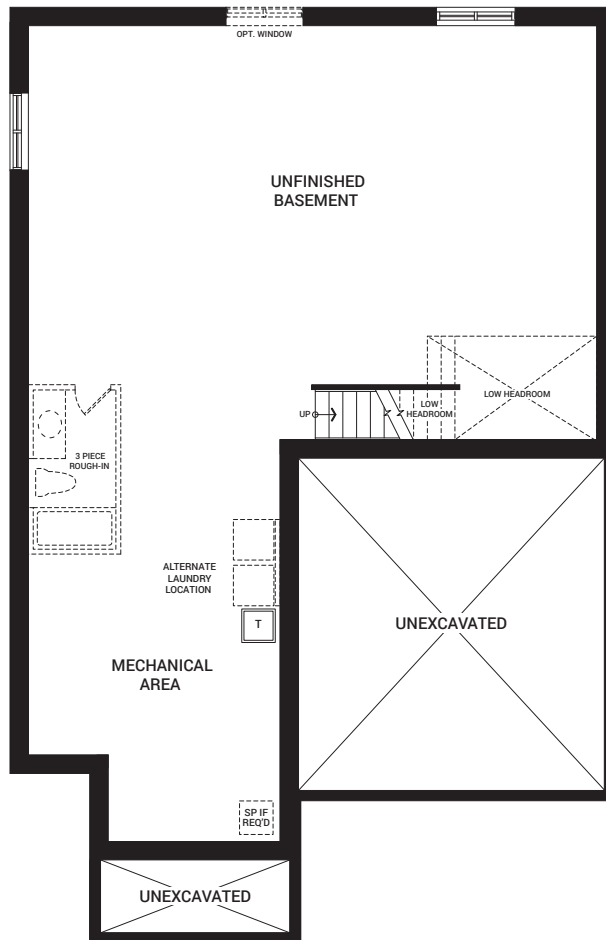 OPT. WINDOW
UNFINISHED
BASEMENT
LOW HEADROOM
UP
LOW
HEADROOM
3 PIECE
ROUGH-IN
ALTERNATE
LAUNDRY
LOCATION
T
UNEXCAVATED
MECHANICAL
AREA
SP IF
REQ'D
UNEXCAVATED